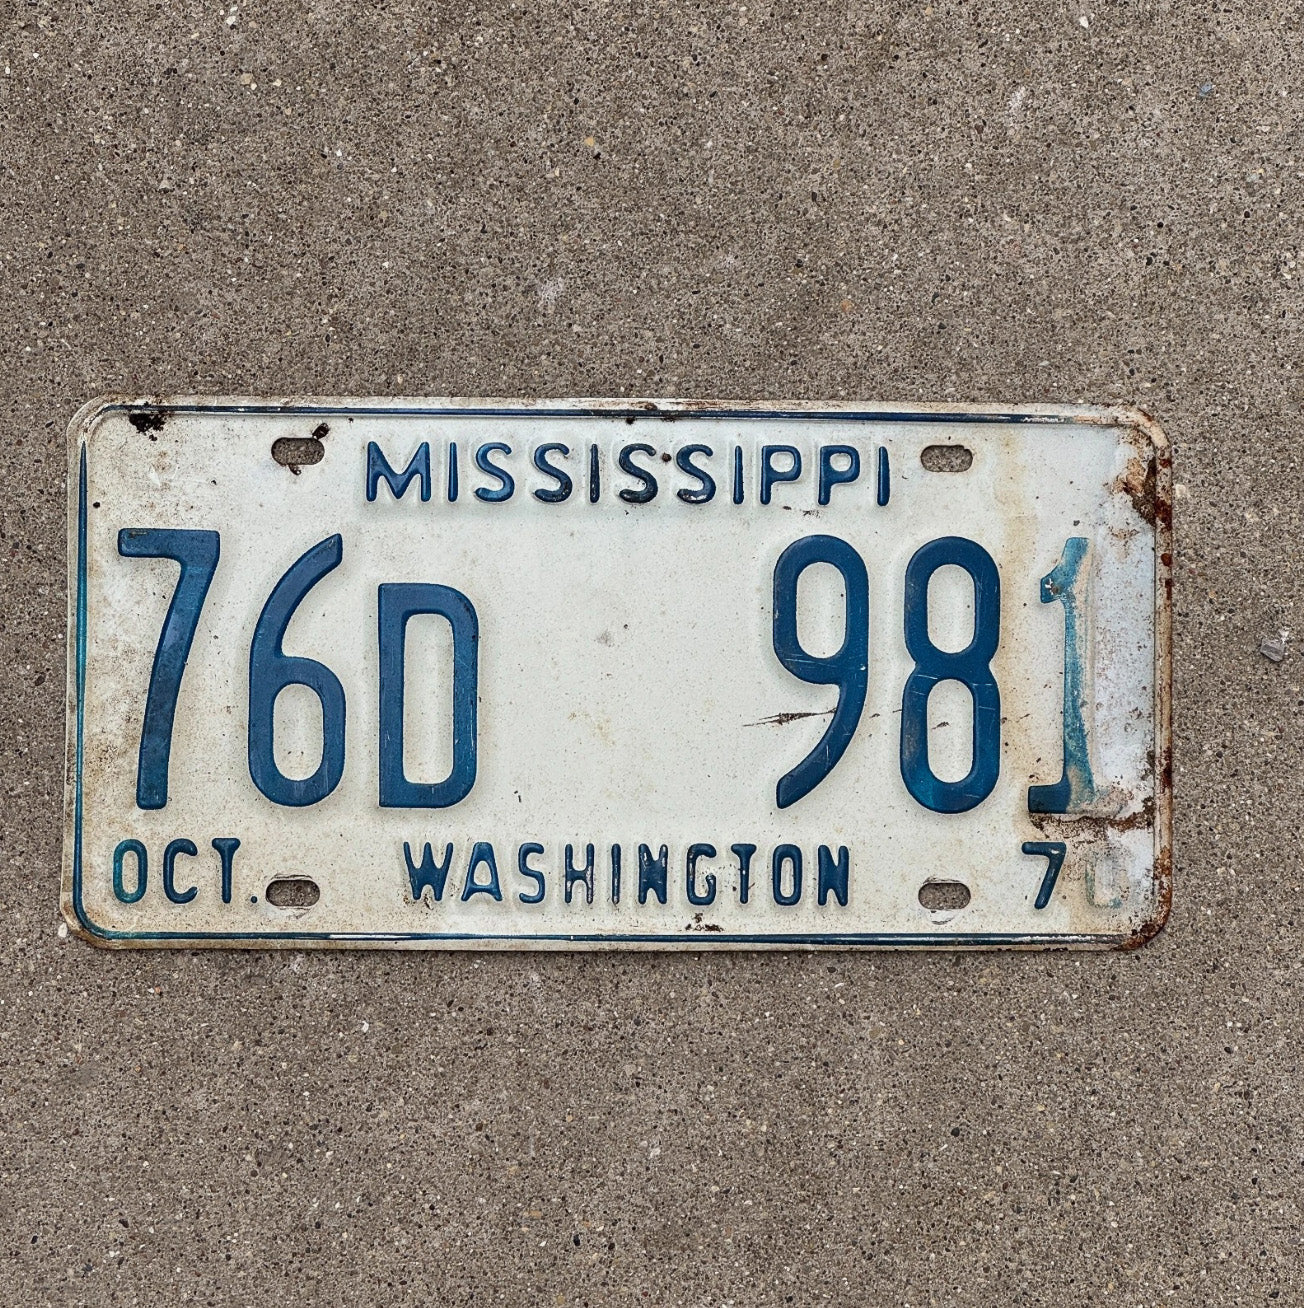 MISSISSIPPI
76D 981
OCT. WASHINGTON 7